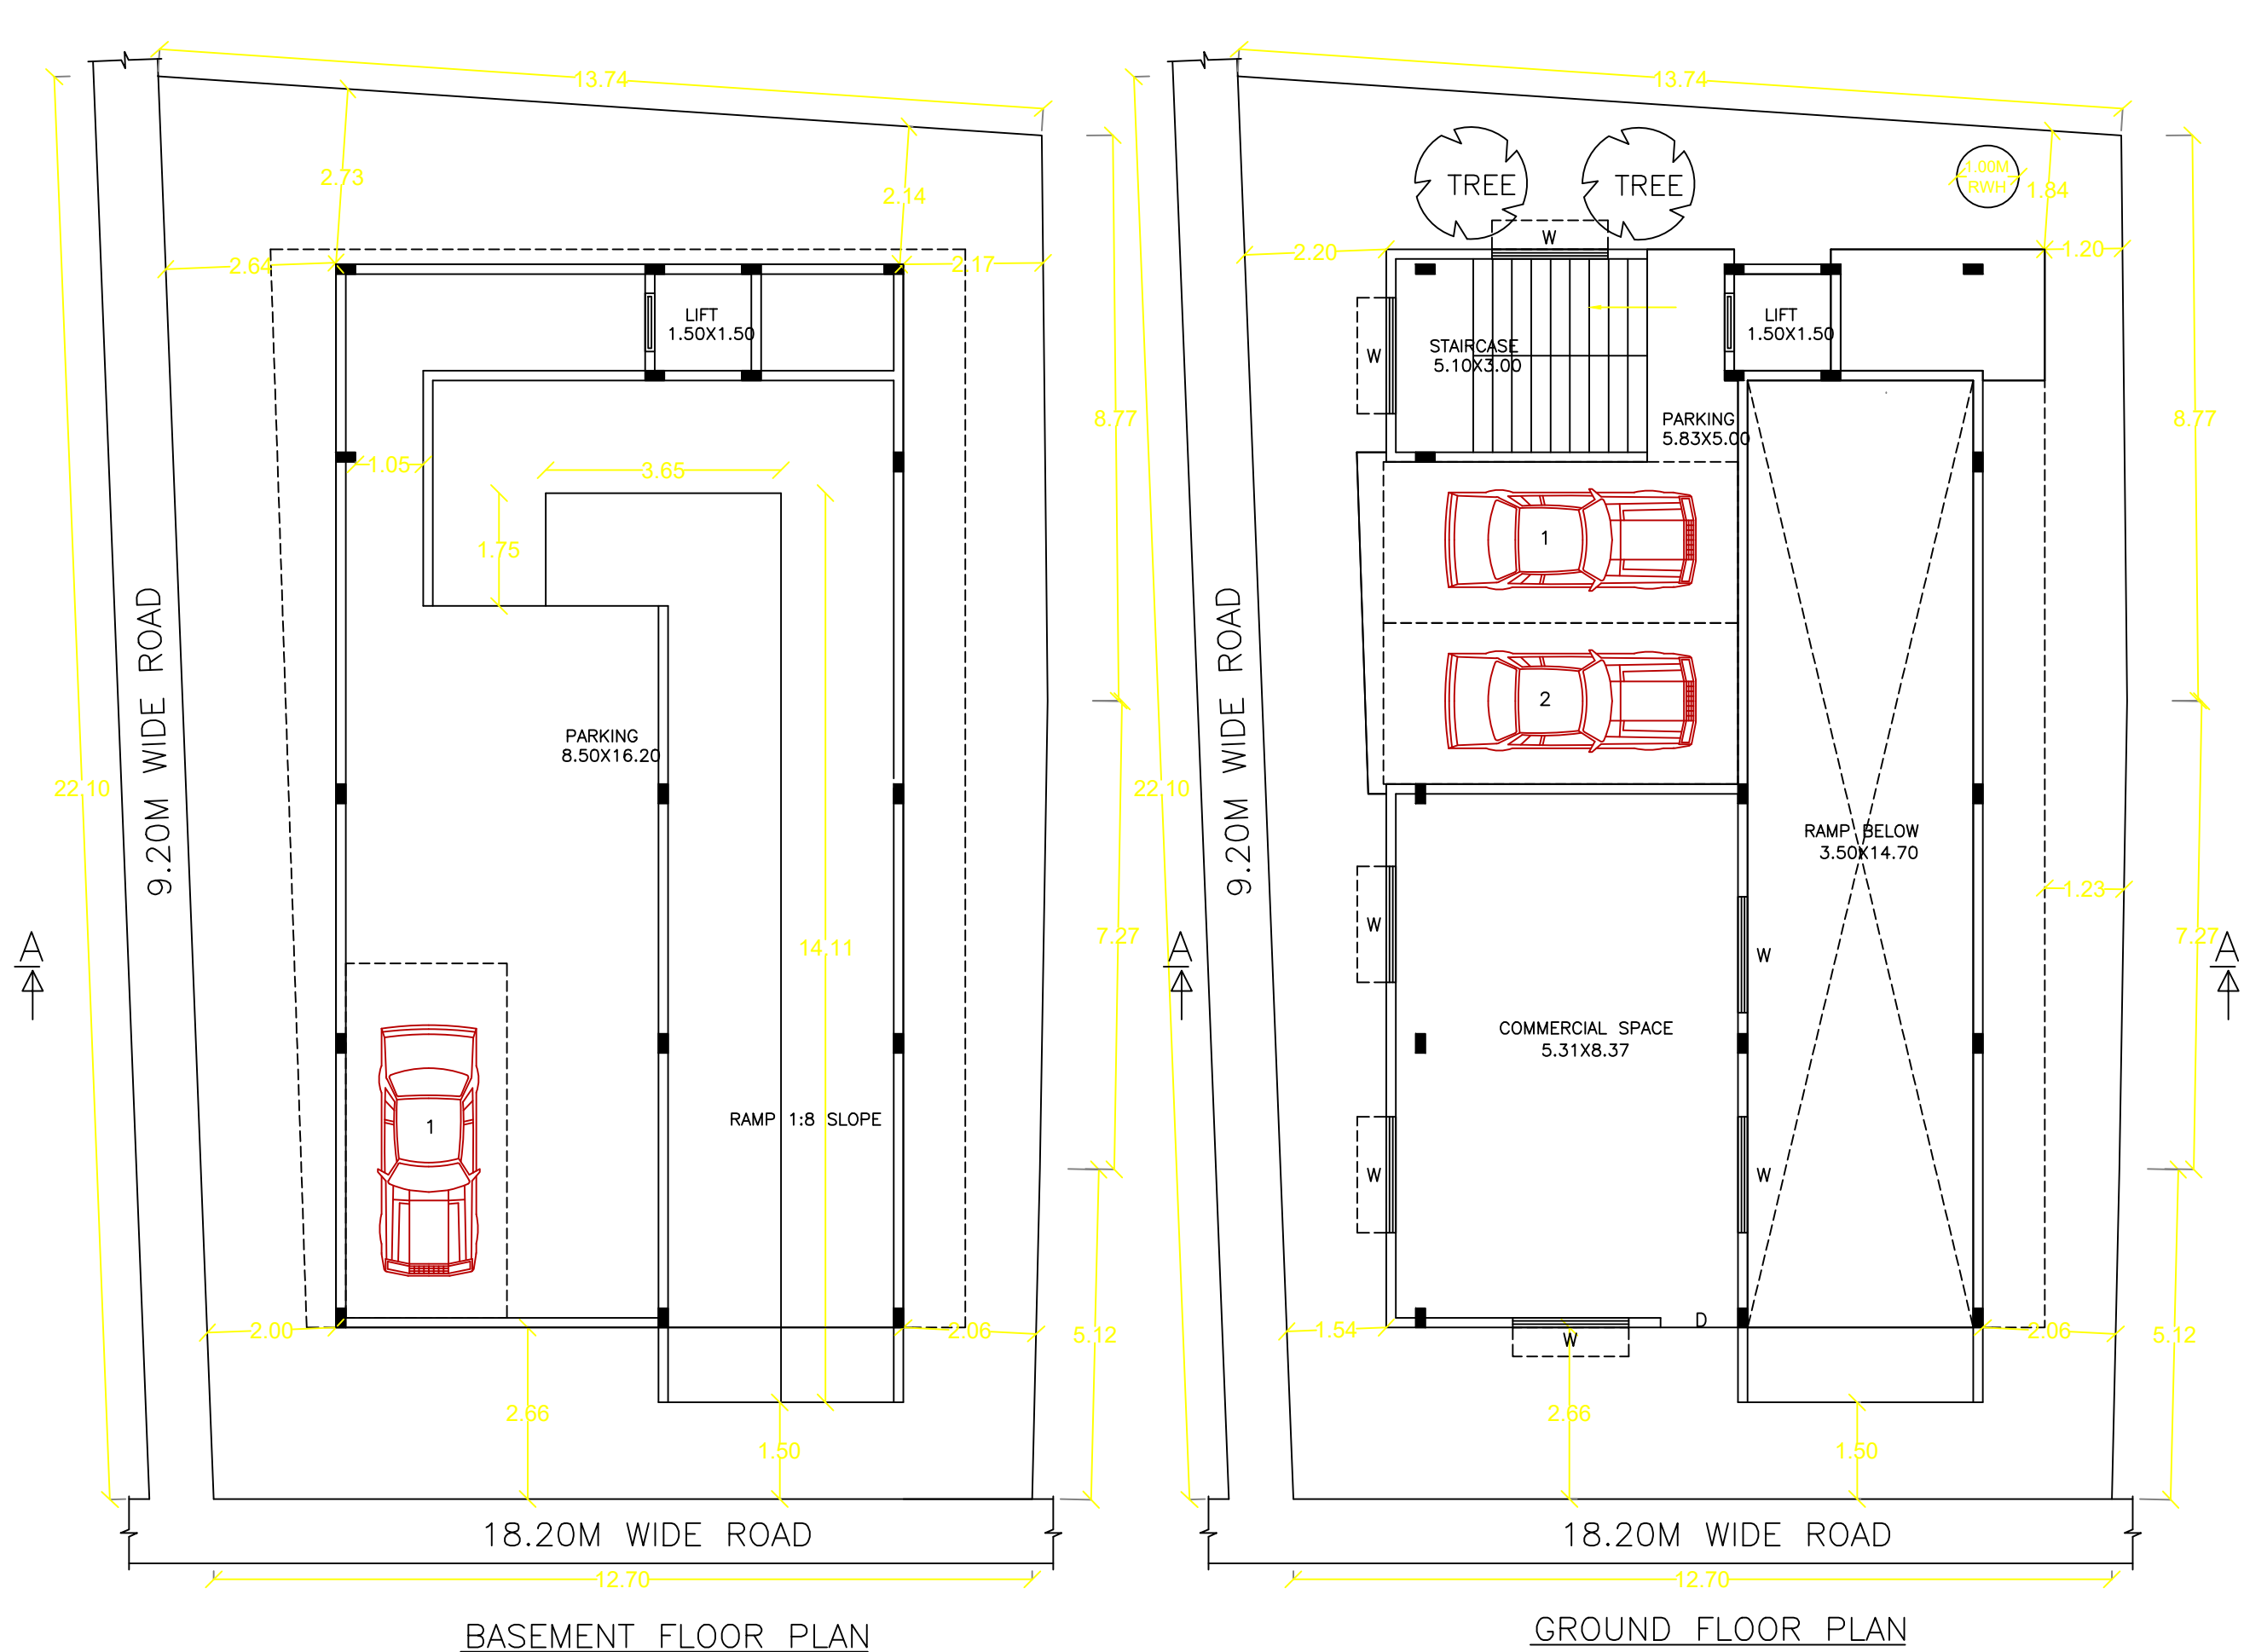 13.74
2.73
2.14
2.64
2.17
LIFT
1.50X1.50
8.77
1.05
3.65
1.75
9.20M WIDE ROAD
PARKING
8.50X16.20
22.10
14.11
7.27
A
1
RAMP 1:8 SLOPE
2.00
2.06
5.12
2.66
1.50
18.20M WIDE ROAD
12.70
BASEMENT FLOOR PLAN
13.74
TREE
TREE
1.00M
RWH
1.84
W
2.20
1.20
LIFT
1.50X1.50
W
STAIRCASE
5.10X3.00
PARKING
5.83X5.00
8.77
1
9.20M WIDE ROAD
2
22.10
RAMP BELOW
3.50X14.70
1.23
W
W
7.27
A
A
COMMERCIAL SPACE
5.31X8.37
W
W
D
1.54
W
2.06
5.12
2.66
1.50
18.20M WIDE ROAD
12.70
GROUND FLOOR PLAN